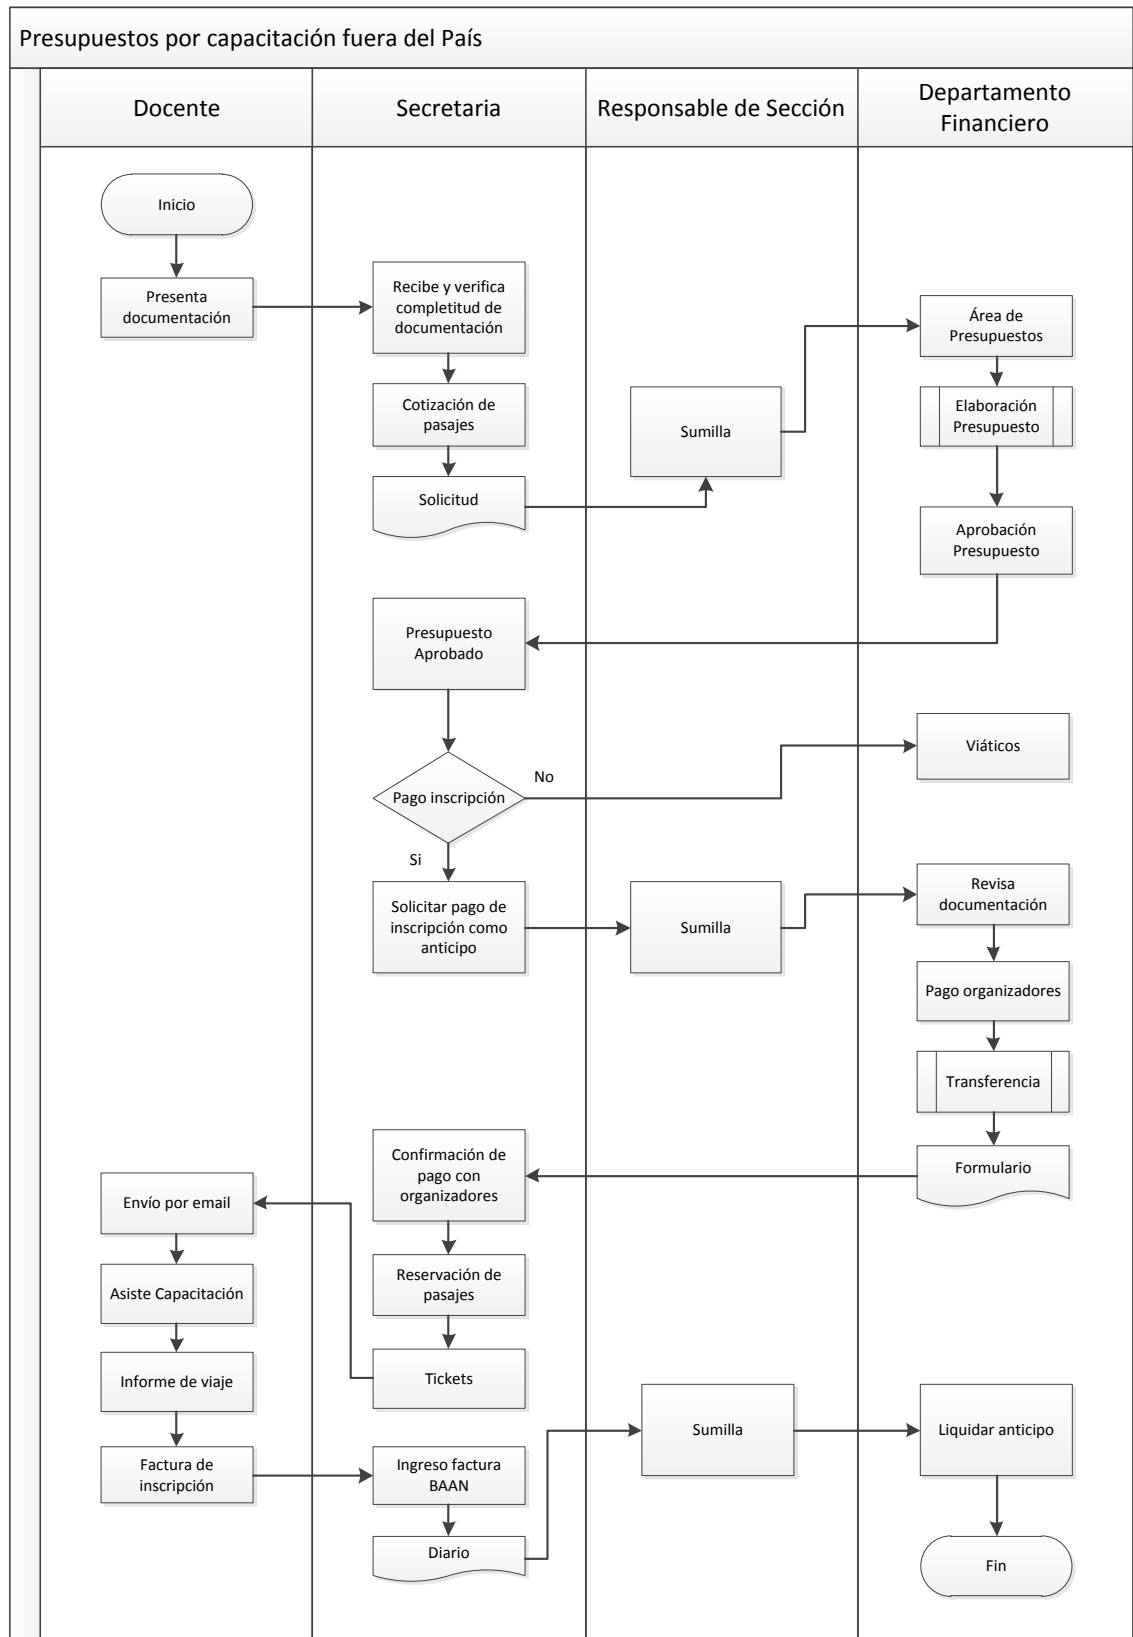 Presupuestos por capacitación fuera del País
Docente
Secretaria
Responsable de Sección
Departamento
Financiero
Inicio
Presenta
documentación
Recibe y verifica
completitud de
documentación
Cotización de
pasajes
Solicitud
Sumilla
Área de
Presupuestos
Elaboración
Presupuesto
Aprobación
Presupuesto
Presupuesto
Aprobado
Pago inscripción
No
Viáticos
Si
Solicitar pago de
inscripción como
anticipo
Sumilla
Revisa
documentación
Pago organizadores
Transferencia
Formulario
Confirmación de
pago con
organizadores
Reservación de
pasajes
Tickets
Envío por email
Asiste Capacitación
Informe de viaje
Factura de
inscripción
Ingreso factura
BAAN
Diario
Sumilla
Liquidar anticipo
Fin